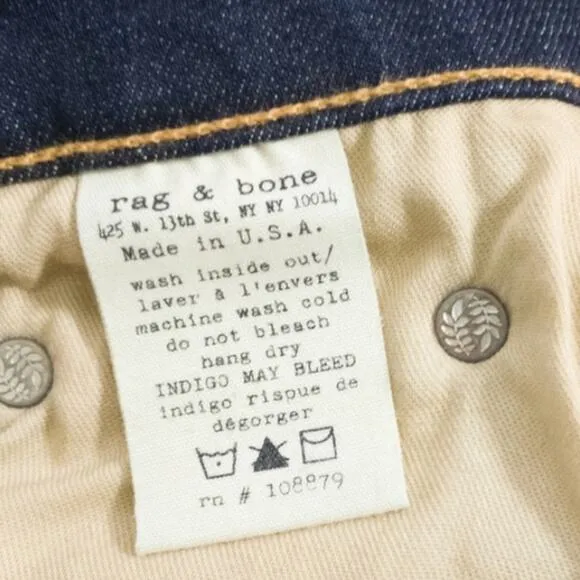 rag & bone
425 W. 13th St, NY NY 10014
Made in U.S.A.
wash inside out/
laver à l'envers
machine wash cold
do not bleach
hang dry
INDIGO MAY BLEED
indigo risque de
dégorger
rn # 108879